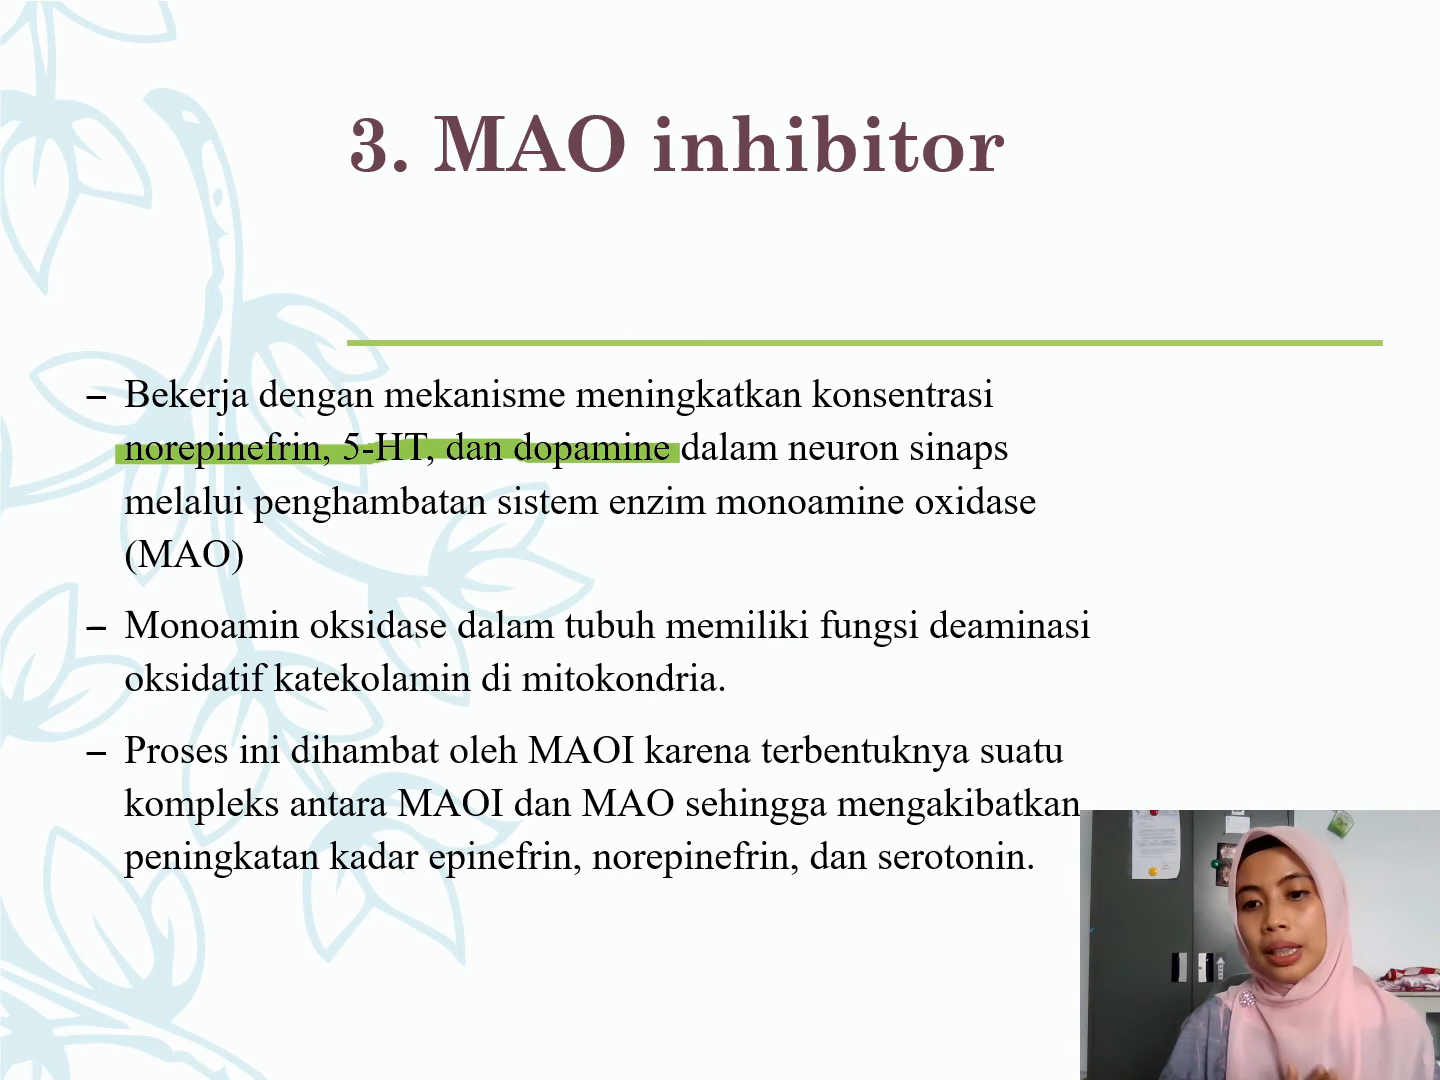 3. MAO inhibitor
– Bekerja dengan mekanisme meningkatkan konsentrasi
norepinefrin, 5-HT, dan dopamine dalam neuron sinaps
melalui penghambatan sistem enzim monoamine oxidase
(MAO)
– Monoamin oksidase dalam tubuh memiliki fungsi deaminasi
oksidatif katekolamin di mitokondria.
– Proses ini dihambat oleh MAOI karena terbentuknya suatu
kompleks antara MAOI dan MAO sehingga mengakibatkan
peningkatan kadar epinefrin, norepinefrin, dan serotonin.